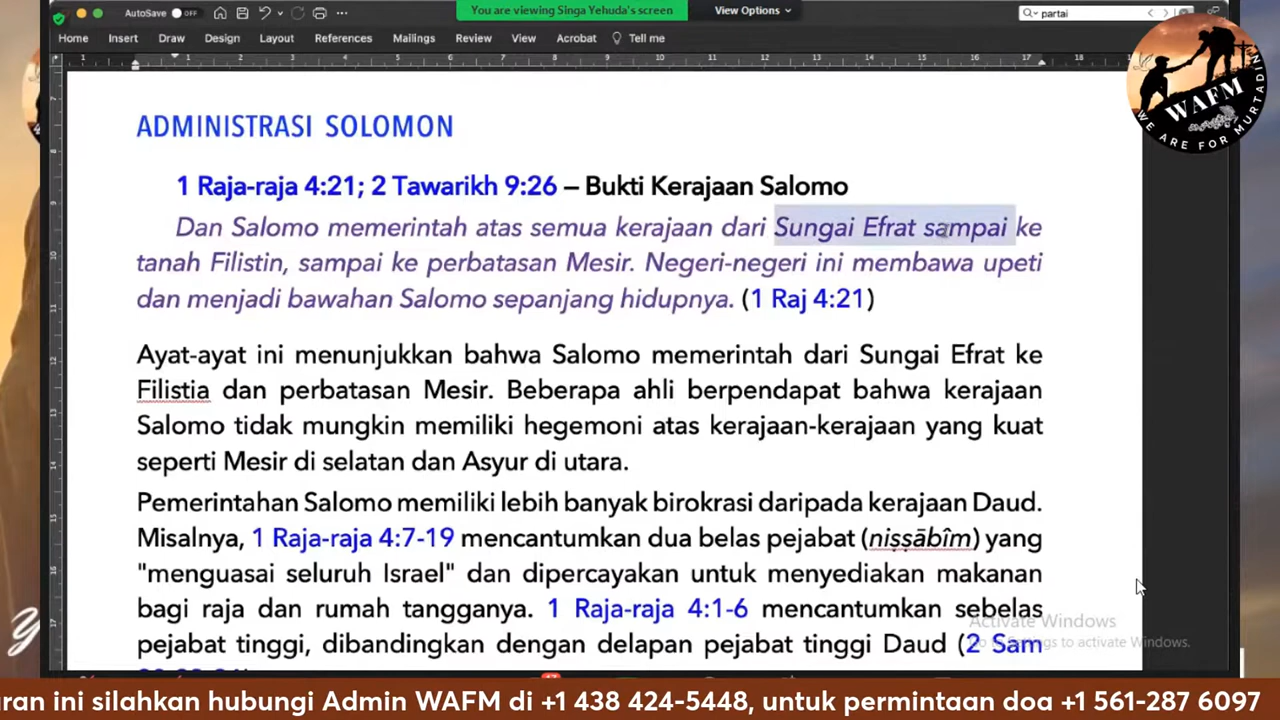 AutoSave OFF
You are viewing Singa Yehuda's screen
View Options
partai
Home Insert Draw Design Layout References Mailings Review View Acrobat Tell me
WAFM
WE ARE FOR MURTADIN
ADMINISTRASI SOLOMON
1 Raja-raja 4:21; 2 Tawarikh 9:26 – Bukti Kerajaan Salomo
Dan Salomo memerintah atas semua kerajaan dari Sungai Efrat sampai ke
tanah Filistin, sampai ke perbatasan Mesir. Negeri-negeri ini membawa upeti
dan menjadi bawahan Salomo sepanjang hidupnya. (1 Raj 4:21)
Ayat-ayat ini menunjukkan bahwa Salomo memerintah dari Sungai Efrat ke
Filistia dan perbatasan Mesir. Beberapa ahli berpendapat bahwa kerajaan
Salomo tidak mungkin memiliki hegemoni atas kerajaan-kerajaan yang kuat
seperti Mesir di selatan dan Asyur di utara.
Pemerintahan Salomo memiliki lebih banyak birokrasi daripada kerajaan Daud.
Misalnya, 1 Raja-raja 4:7-19 mencantumkan dua belas pejabat (niṣṣābîm) yang
"menguasai seluruh Israel" dan dipercayakan untuk menyediakan makanan
bagi raja dan rumah tangganya. 1 Raja-raja 4:1-6 mencantumkan sebelas
pejabat tinggi, dibandingkan dengan delapan pejabat tinggi Daud (2 Sam
Activate Windows
Go to Settings to activate Windows.
ran ini silahkan hubungi Admin WAFM di +1 438 424-5448, untuk permintaan doa +1 561-287 6097